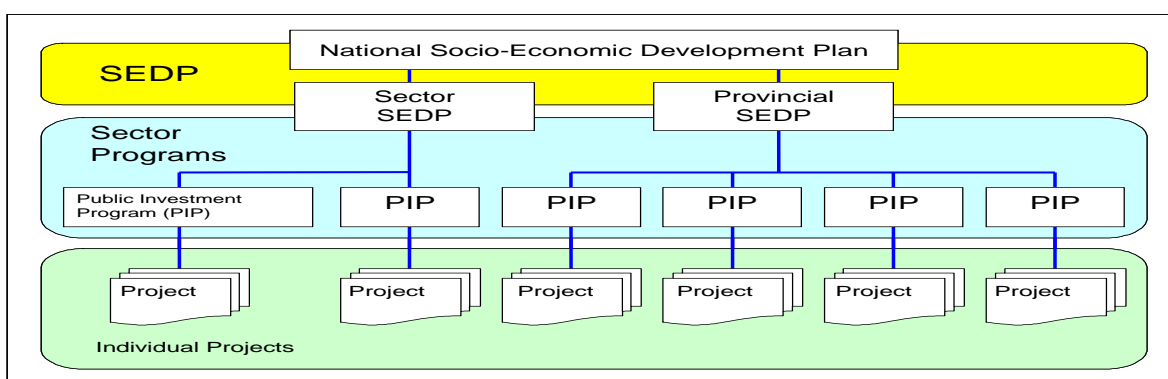 National Socio-Economic Development Plan
SEDP
Sector
SEDP
Provincial
SEDP
Sector
Programs
Public Investment
Program (PIP)
PIP
PIP
PIP
PIP
PIP
Project
Project
Project
Project
Project
Project
Individual Projects